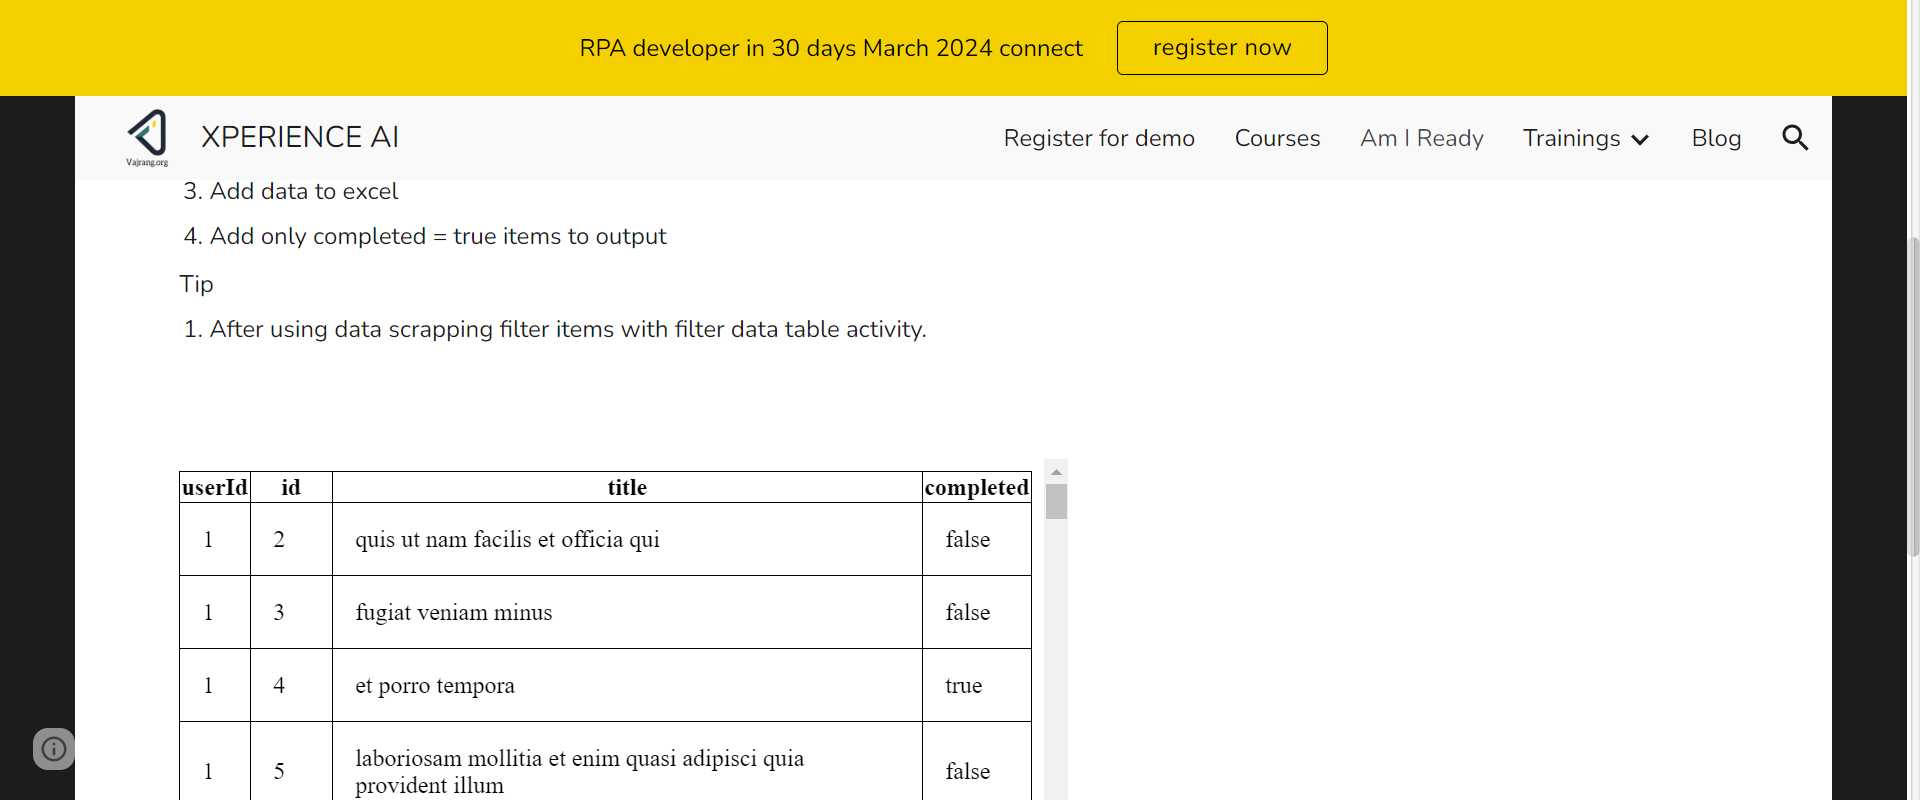 RPA developer in 30 days March 2024 connect
register now
Vajrang.org
XPERIENCE AI
Register for demo
Courses
Am I Ready
Trainings
Blog
3. Add data to excel
4. Add only completed = true items to output
Tip
1. After using data scrapping filter items with filter data table activity.
userId id title completed
1 2 quis ut nam facilis et officia qui false
1 3 fugiat veniam minus false
1 4 et porro tempora true
1 5 laboriosam mollitia et enim quasi adipisci quia false
provident illum